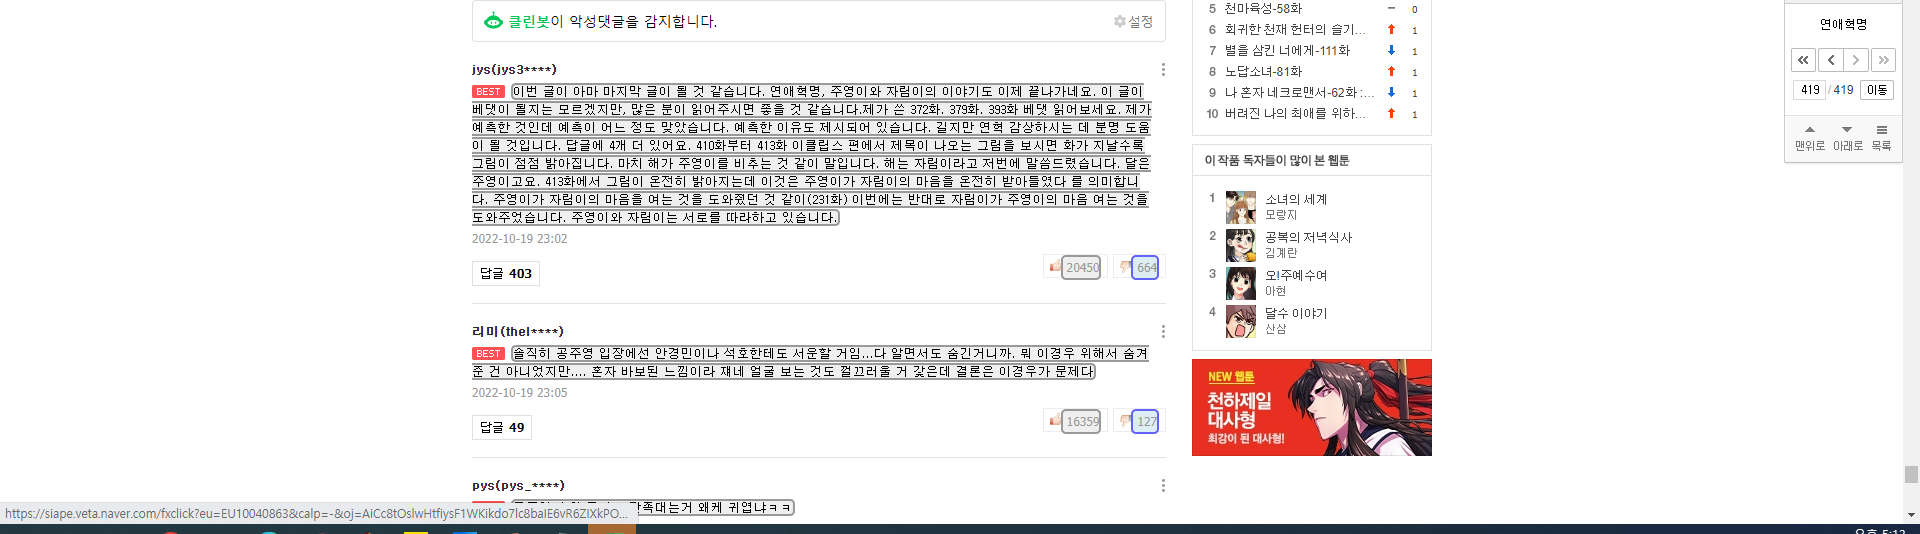 클린봇이 악성댓글을 감지합니다.
설정
jys(jys3****)
BEST 이번 글이 아마 마지막 글이 될 것 같습니다. 연애혁명, 주영이와 자림이의 이야기도 이제 끝나가네요. 이 글이
베댓이 될지는 모르겠지만, 많은 분이 읽어주시면 좋을 것 같습니다.제가 쓴 372화. 379화. 393화 베댓 읽어보세요. 제가
예측한 것인데 예측이 어느 정도 맞았습니다. 예측한 이유도 제시되어 있습니다. 길지만 연혁 감상하시는 데 분명 도움
이 될 것입니다. 답글에 4개 더 있어요. 410화부터 413화 이클립스 편에서 제목이 나오는 그림을 보시면 화가 지날수록
그림이 점점 밝아집니다. 마치 해가 주영이를 비추는 것 같이 말입니다. 해는 자림이라고 저번에 말씀드렸습니다. 달은
주영이고요. 413화에서 그림이 온전히 밝아지는데 이것은 주영이가 자림이의 마음을 온전히 받아들였다 를 의미합니
다. 주영이가 자림이의 마음을 여는 것을 도와줬던 것 같이(231화) 이번에는 반대로 자림이가 주영이의 마음 여는 것을
도와주었습니다. 주영이와 자림이는 서로를 따라하고 있습니다.
2022-10-19 23:02
답글 403
20450
664
리미(thel****)
BEST 솔직히 공주영 입장에선 안경민이나 석호한테도 서운할 거임...다 알면서도 숨긴거니까. 뭐 이경우 위해서 숨겨
준 건 아니었지만.... 혼자 바보된 느낌이라 쟤네 얼굴 보는 것도 껄끄러울 거 같은데 결론은 이경우가 문제다
2022-10-19 23:05
답글 49
16359
127
pys(pys_****)
족대는거 왜케 귀엽냐ㅋㅋ
https://siape.veta.naver.com/fxclick?eu=EU10040863&calp=-&oj=AiCc8tOslwHtfiysF1WKikdo7lc8baIE6vR6ZIXkPO...
5 천마육성-58화 0
6 회귀한 천재 헌터의 슬기... 1
7 별을 삼킨 너에게-111화 1
8 노답소녀-81화 1
9 나 혼자 네크로맨서-62화 :... 1
10 버려진 나의 최애를 위하... 1
이 작품 독자들이 많이 본 웹툰
1 소녀의 세계
모랑지
2 공복의 저녁식사
김계란
3 오!주예수여
아현
4 달수 이야기
산삼
NEW 웹툰
천하제일
대사형
최강이 된 대사형!
연애혁명
419 / 419 이동
맨위로 아래로 목록
오후 5:12